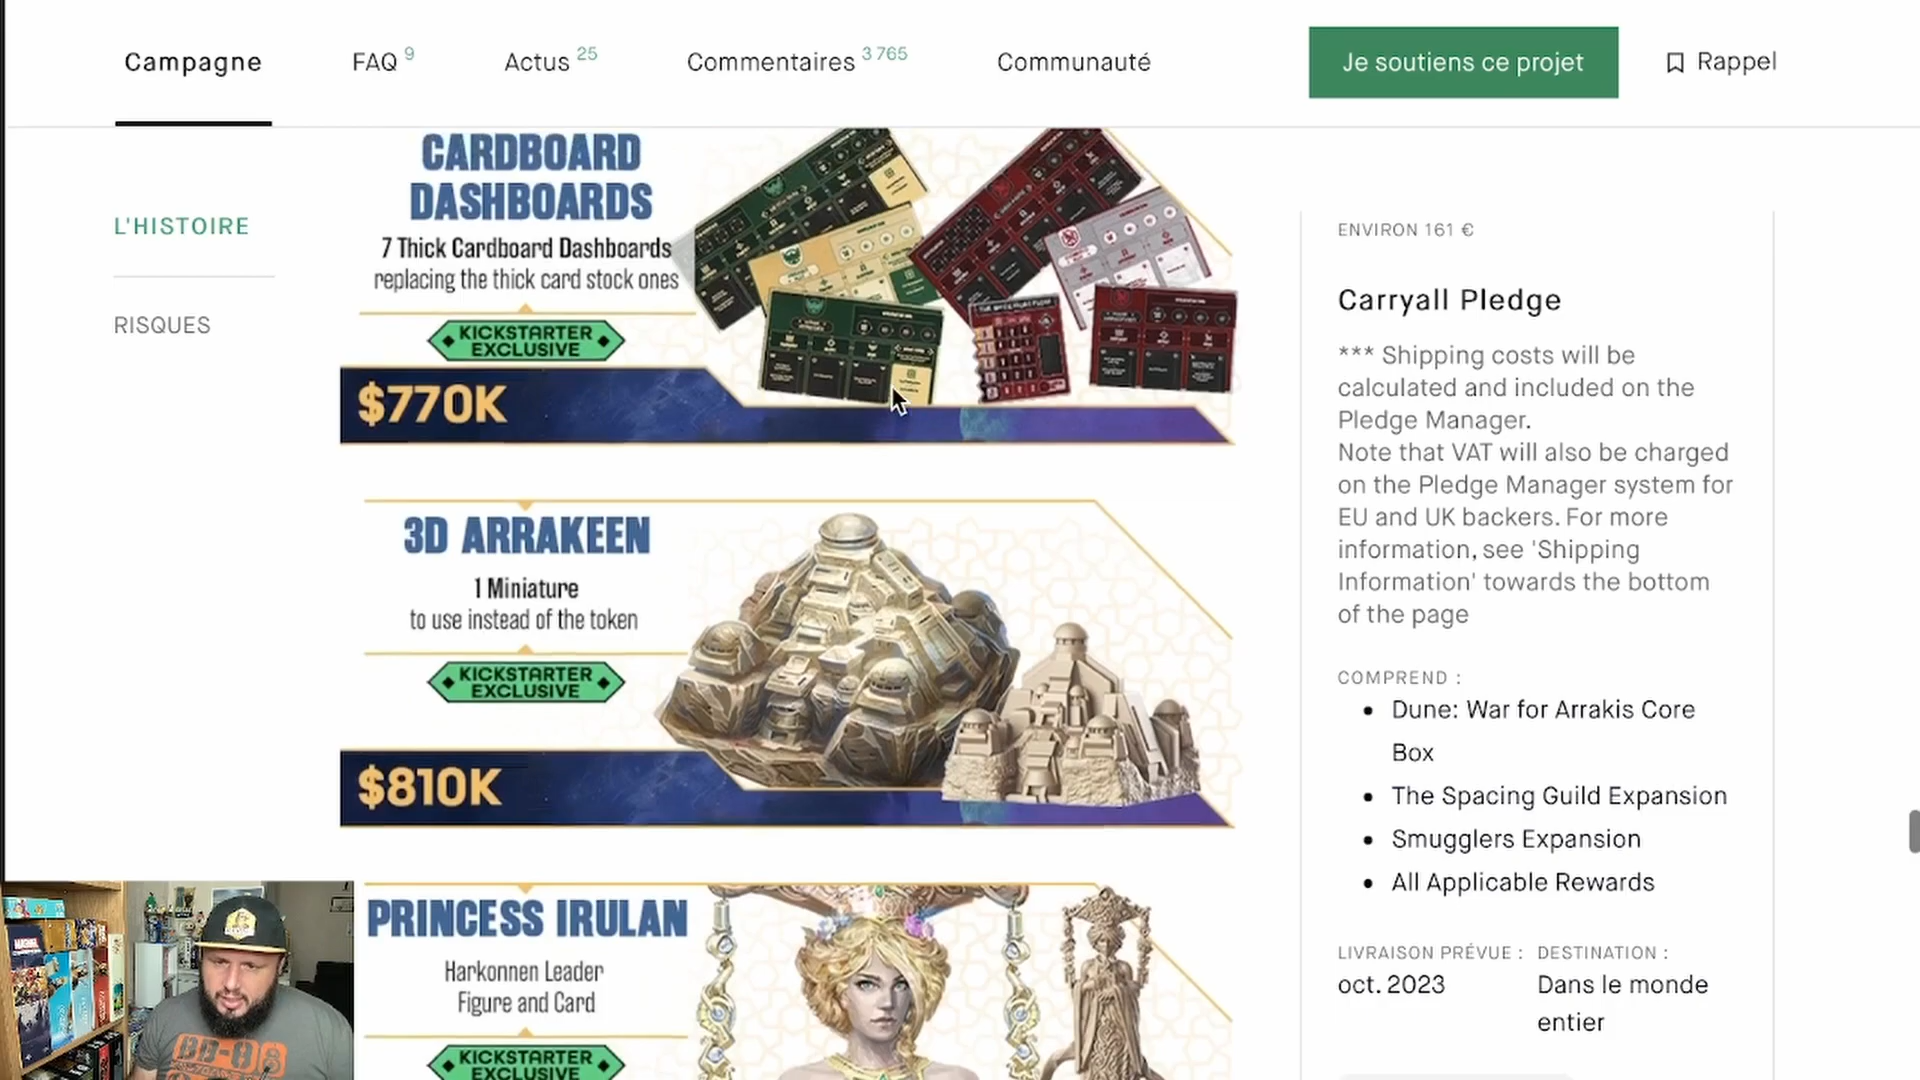 Campagne
FAQ 9
Actus 25
Commentaires 3 765
Communauté
Je soutiens ce projet
Rappel
L'HISTOIRE
RISQUES
CARDBOARD
DASHBOARDS
7 Thick Cardboard Dashboards
replacing the thick card stock ones
KICKSTARTER
EXCLUSIVE
$770K
3D ARRAKEEN
1 Miniature
to use instead of the token
KICKSTARTER
EXCLUSIVE
$810K
PRINCESS IRULAN
Harkonnen Leader
Figure and Card
KICKSTARTER
EXCLUSIVE
ENVIRON 161 €
Carryall Pledge
*** Shipping costs will be
calculated and included on the
Pledge Manager.
Note that VAT will also be charged
on the Pledge Manager system for
EU and UK backers. For more
information, see 'Shipping
Information' towards the bottom
of the page
COMPREND :
• Dune: War for Arrakis Core
Box
• The Spacing Guild Expansion
• Smugglers Expansion
• All Applicable Rewards
LIVRAISON PRÉVUE :
oct. 2023
DESTINATION :
Dans le monde
entier
BB-8